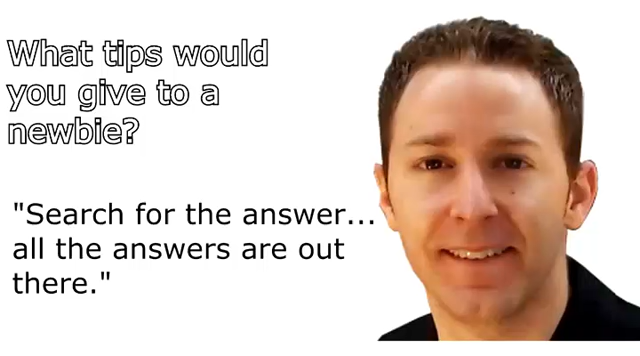 What tips would
you give to a
newbie?
"Search for the answer...
all the answers are out
there."